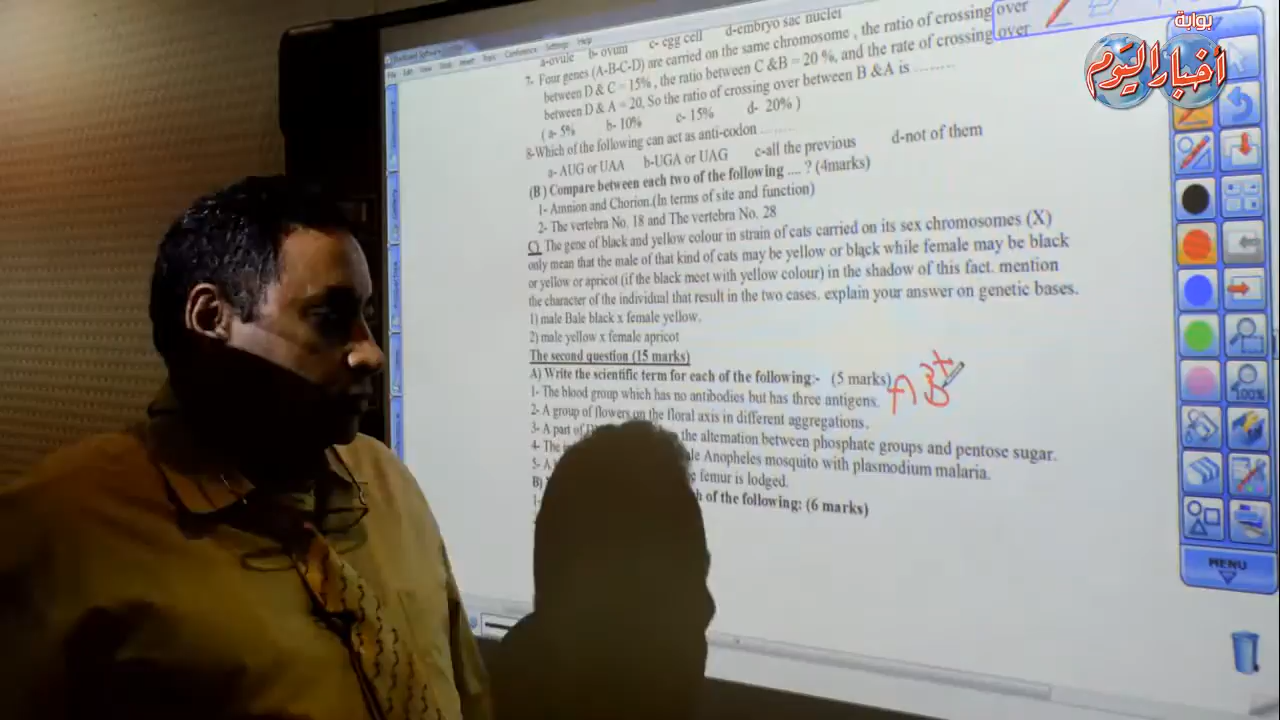 a-ovule b- ovum c- egg cell d-embryo sac nuclei
7- Four genes (A-B-C-D) are carried on the same chromosome , the ratio of crossing over
between D & C = 15% , the ratio between C &B = 20 %, and the rate of crossing over
between D & A = 20, So the ratio of crossing over between B &A is .........
( a- 5% b- 10% c- 15% d- 20% )
8-Which of the following can act as anti-codon ........
a- AUG or UAA b-UGA or UAG c-all the previous d-not of them
(B ) Compare between each two of the following .... ? (4marks)
1- Amnion and Chorion.(In terms of site and function)
2- The vertebra No. 18 and The vertebra No. 28
C) The gene of black and yellow colour in strain of cats carried on its sex chromosomes (X)
only mean that the male of that kind of cats may be yellow or black while female may be black
or yellow or apricot (if the black meet with yellow colour) in the shadow of this fact. mention
the character of the individual that result in the two cases. explain your answer on genetic bases.
1) male Bale black x female yellow.
2) male yellow x female apricot
The second question (15 marks)
A) Write the scientific term for each of the following:- (5 marks)
1- The blood group which has no antibodies but has three antigens. AB+
2- A group of flowers on the floral axis in different aggregations.
3- A part of the alternation between phosphate groups and pentose sugar.
4- The Anopheles mosquito with plasmodium malaria.
5- A femur is lodged.
B) of the following: (6 marks)
1-
MENU
100%
بوابة
أخبار اليوم